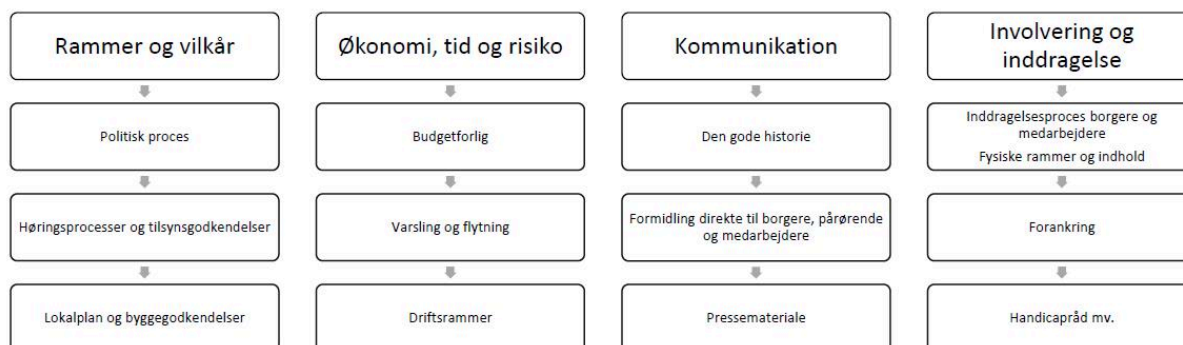 Rammer og vilkår
Politisk proces
Høringsprocesser og tilsynsgodkendelser
Lokalplan og byggegodkendelser
Økonomi, tid og risiko
Budgetforlig
Varsling og flytning
Driftsrammer
Kommunikation
Den gode historie
Formidling direkte til borgere, pårørende
og medarbejdere
Pressemateriale
Involvering og
inddragelse
Inddragelsesproces borgere og
medarbejdere
Fysiske rammer og indhold
Forankring
Handicapråd mv.